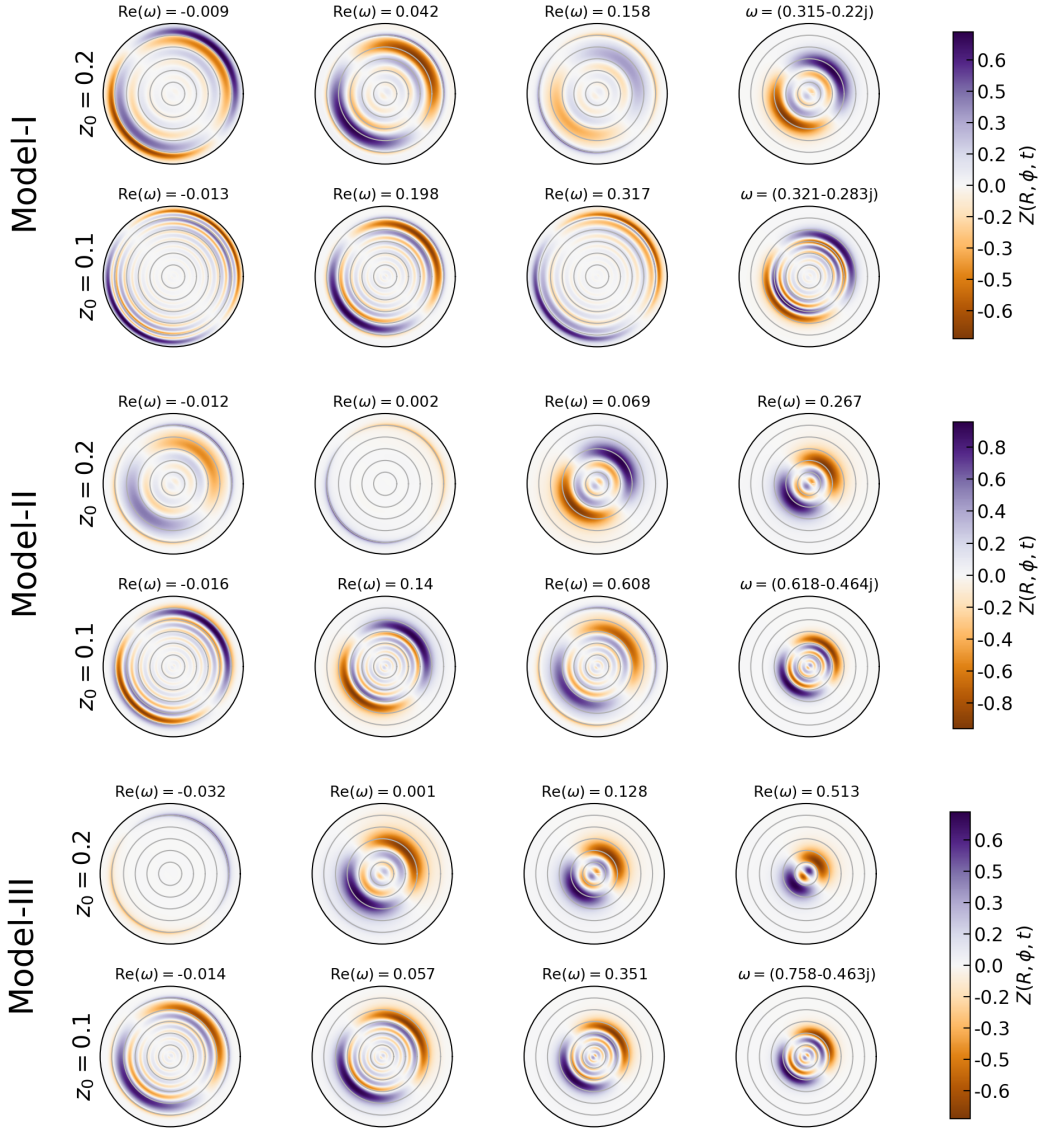 Model-I
z₀ = 0.2
Re(ω) = -0.009
Re(ω) = 0.042
Re(ω) = 0.158
ω = (0.315-0.22j)
z₀ = 0.1
Re(ω) = -0.013
Re(ω) = 0.198
Re(ω) = 0.317
ω = (0.321-0.283j)
0.6
0.5
0.3
0.2
0.0
-0.2
-0.3
-0.5
-0.6
Z(R, ϕ, t)
Model-II
z₀ = 0.2
Re(ω) = -0.012
Re(ω) = 0.002
Re(ω) = 0.069
Re(ω) = 0.267
z₀ = 0.1
Re(ω) = -0.016
Re(ω) = 0.14
Re(ω) = 0.608
ω = (0.618-0.464j)
0.8
0.6
0.4
0.2
0.0
-0.2
-0.4
-0.6
-0.8
Z(R, ϕ, t)
Model-III
z₀ = 0.2
Re(ω) = -0.032
Re(ω) = 0.001
Re(ω) = 0.128
Re(ω) = 0.513
z₀ = 0.1
Re(ω) = -0.014
Re(ω) = 0.057
Re(ω) = 0.351
ω = (0.758-0.463j)
0.6
0.5
0.3
0.2
0.0
-0.2
-0.3
-0.5
-0.6
Z(R, ϕ, t)